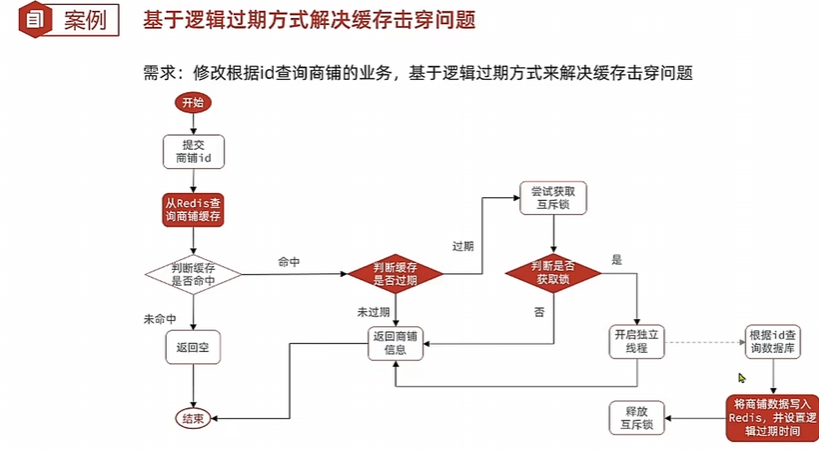 案例
基于逻辑过期方式解决缓存击穿问题
需求：修改根据id查询商铺的业务，基于逻辑过期方式来解决缓存击穿问题
开始
提交
商铺id
从Redis查
询商铺缓存
判断缓存
是否命中
命中
未命中
返回空
结束
判断缓存
是否过期
过期
未过期
返回商铺
信息
尝试获取
互斥锁
判断是否
获取锁
是
否
开启独立
线程
根据id查
询数据库
将商铺数据写入
Redis，并设置逻
辑过期时间
释放
互斥锁